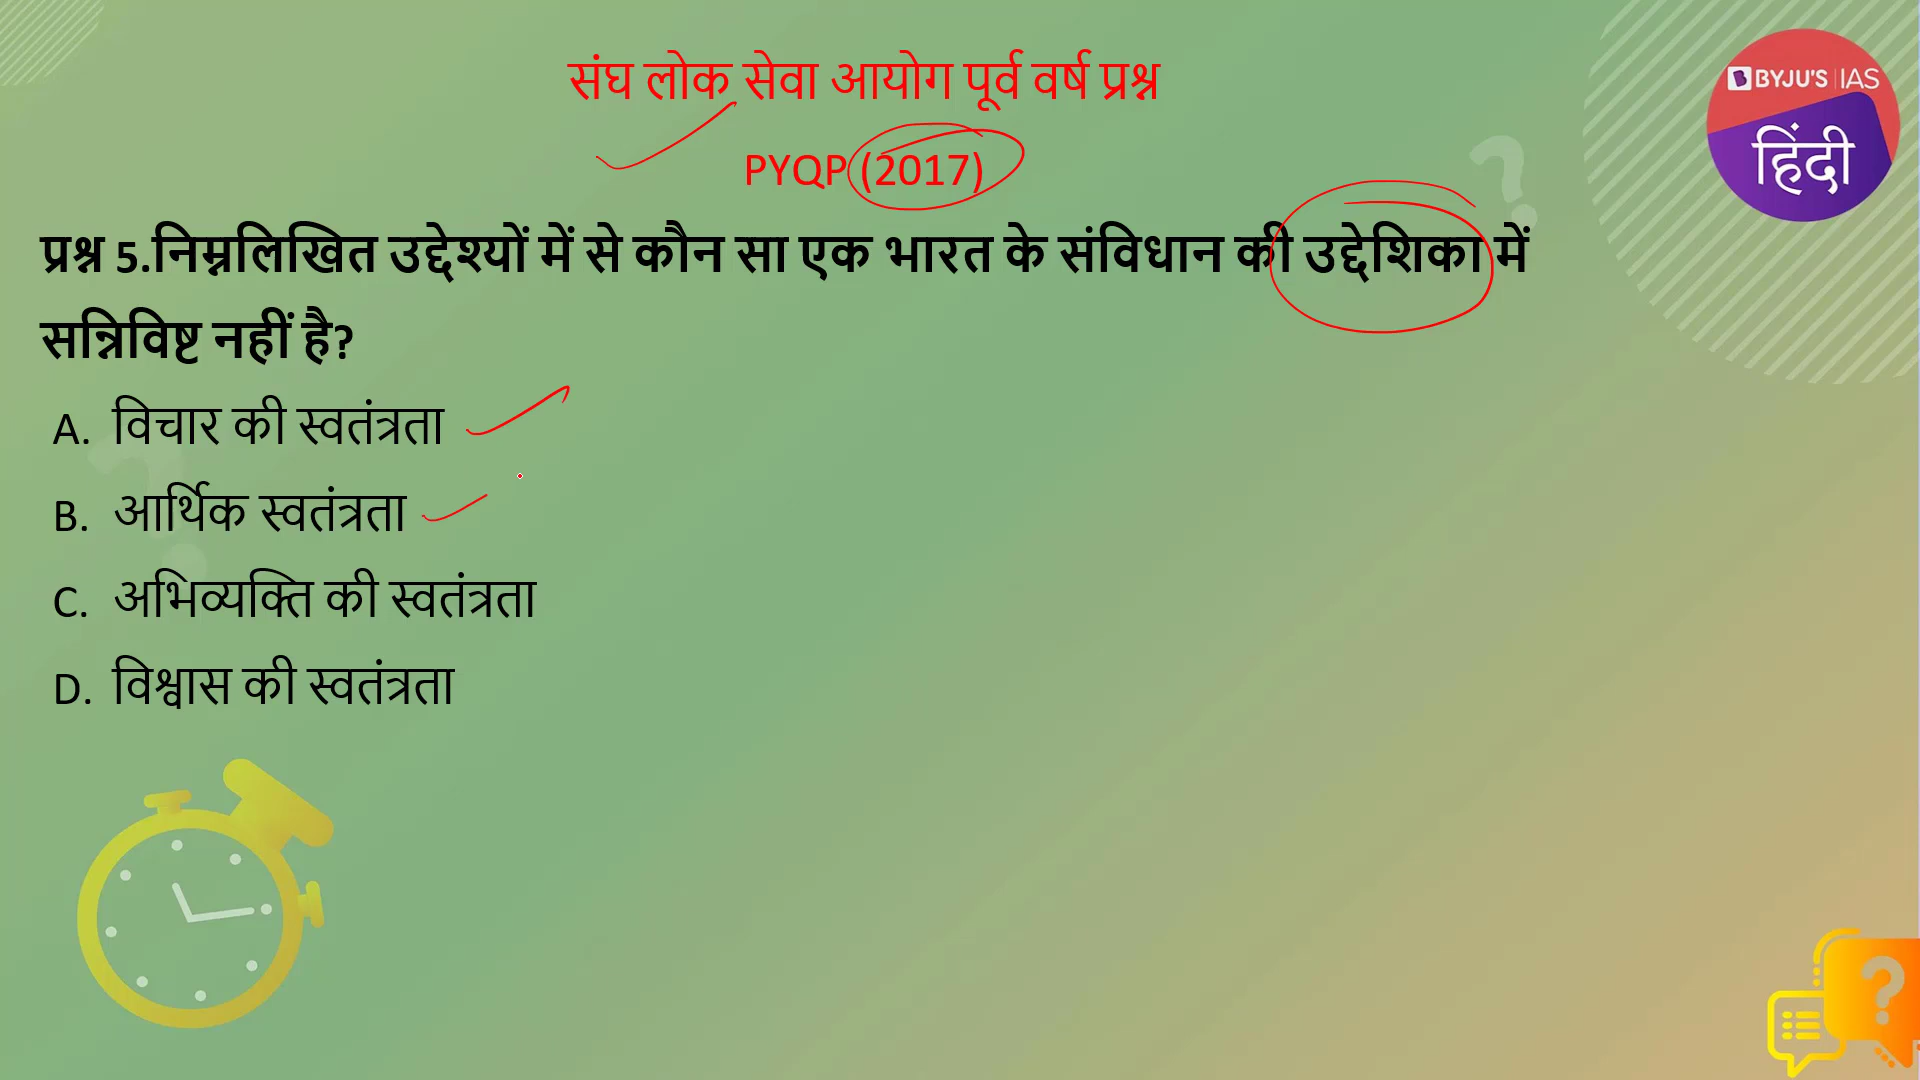 संघ लोक सेवा आयोग पूर्व वर्ष प्रश्न
PYQP (2017)
BYJU'S IAS
हिंदी
प्रश्न 5.निम्नलिखित उद्देश्यों में से कौन सा एक भारत के संविधान की उद्देशिका में
सन्निविष्ट नहीं है?
A. विचार की स्वतंत्रता
B. आर्थिक स्वतंत्रता
C. अभिव्यक्ति की स्वतंत्रता
D. विश्वास की स्वतंत्रता